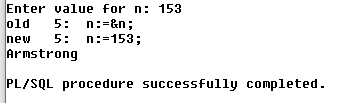 Enter value for n: 153
old   5:  n:=&n;
new   5:  n:=153;
Armstrong
PL/SQL procedure successfully completed.